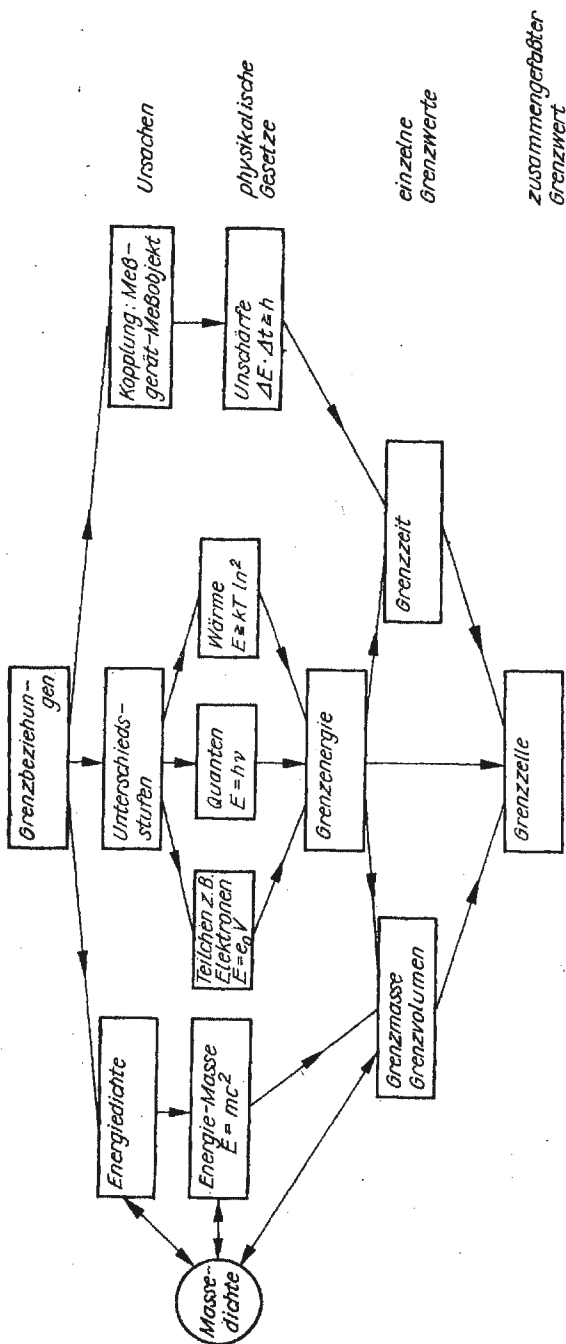 Grenzbeziehun-
gen
Ursachen
Energiedichte
Unterschieds-
stufen
Kopplung: Meß-
gerät-Meßobjekt
physikalische
Gesetze
Masse-
dichte
Energie-Masse
E = mc²
Teilchen z.B.
Elektronen
E = e₀V
Quanten
E = hν
Wärme
E ≧ kT ln²
Unschärfe
ΔE · Δt ≧ h
Grenzenergie
einzelne
Grenzwerte
Grenzmasse
Grenzvolumen
Grenzzeit
zusammengefaßter
Grenzwert
Grenzzelle